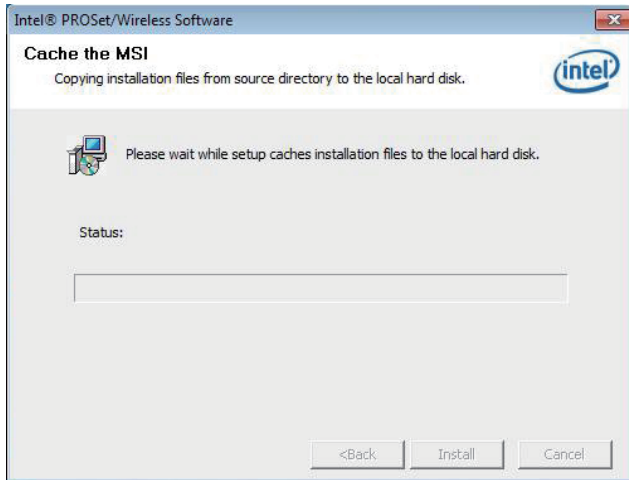 Intel® PROSet/Wireless Software
Cache the MSI
Copying installation files from source directory to the local hard disk.
intel
Please wait while setup caches installation files to the local hard disk.
Status:
<Back
Install
Cancel